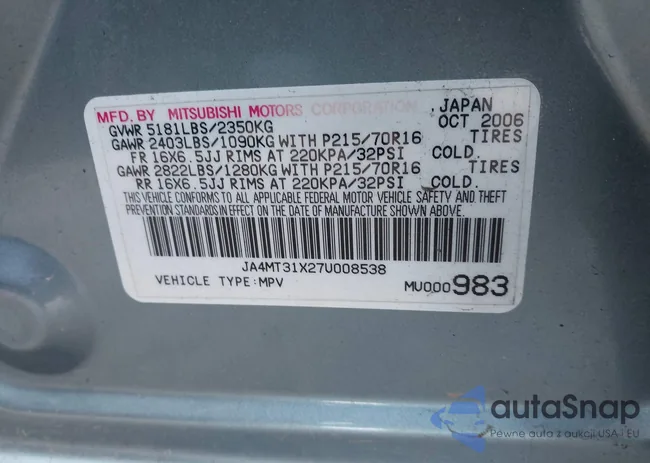 MFD. BY MITSUBISHI MOTORS CORPORATION, JAPAN
GVWR 5181LBS/2350KG OCT 2006
GAWR 2403LBS/1090KG WITH P215/70R16 TIRES
FR 16X6.5JJ RIMS AT 220KPA/32PSI COLD.
GAWR 2822LBS/1280KG WITH P215/70R16 TIRES
RR 16X6.5JJ RIMS AT 220KPA/32PSI COLD.
THIS VEHICLE CONFORMS TO ALL APPLICABLE FEDERAL MOTOR VEHICLE SAFETY AND THEFT
PREVENTION STANDARDS IN EFFECT ON THE DATE OF MANUFACTURE SHOWN ABOVE.
JA4MT31X27U008538
VEHICLE TYPE:MPV MU000983
autoSnap
Pewne auta z aukcji USA i EU